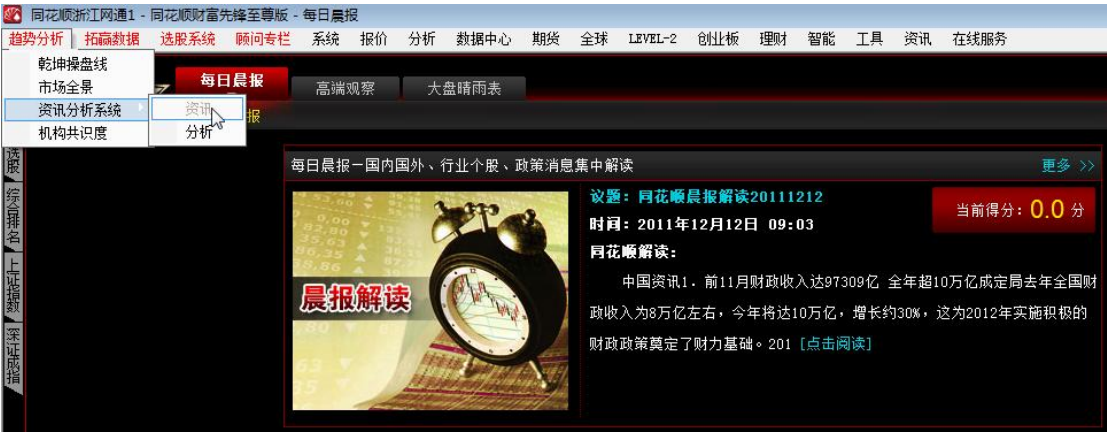 同花顺浙江网通1 - 同花顺财富先锋至尊版 - 每日晨报
趋势分析 拓赢数据 选股系统 顾问专栏 系统 报价 分析 数据中心 期货 全球 LEVEL-2 创业板 理财 智能 工具 资讯 在线服务
乾坤操盘线
市场全景
资讯分析系统
机构共识度
资讯
分析
每日晨报 高端观察 大盘晴雨表
报
选股
综合排名
上证指数
深证成指
每日晨报－国内国外、行业个股、政策消息集中解读 更多 >>
晨报解读
议题：同花顺晨报解读20111212
时间：2011年12月12日 09:03
当前得分：0.0 分
同花顺解读：
中国资讯1．前11月财政收入达97309亿 全年超10万亿成定局去年全国财
政收入为8万亿左右，今年将达10万亿，增长约30%，这为2012年实施积极的
财政政策奠定了财力基础。201 [点击阅读]